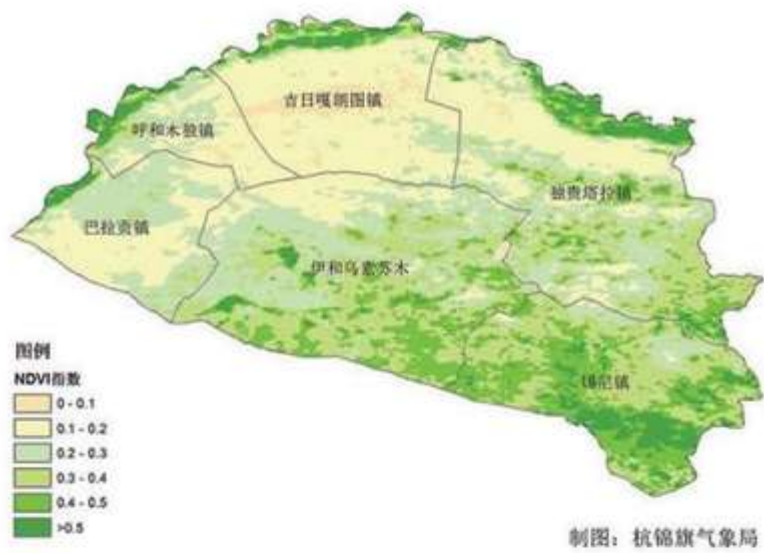 吉日嘎朗图镇
呼和木独镇
独贵塔拉镇
巴拉贡镇
伊和乌素苏木
锡尼镇
图例
NDVI指数
0 - 0.1
0.1 - 0.2
0.2 - 0.3
0.3 - 0.4
0.4 - 0.5
>0.5
制图：杭锦旗气象局